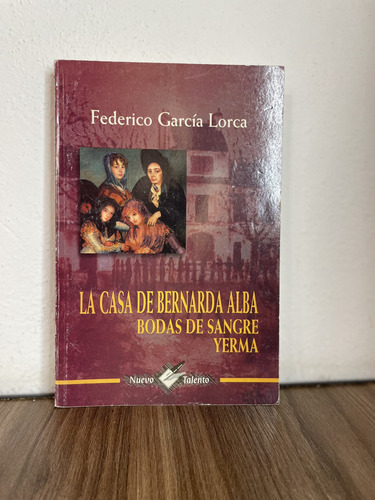 Federico García Lorca
LA CASA DE BERNARDA ALBA
BODAS DE SANGRE
YERMA
Nuevo Talento